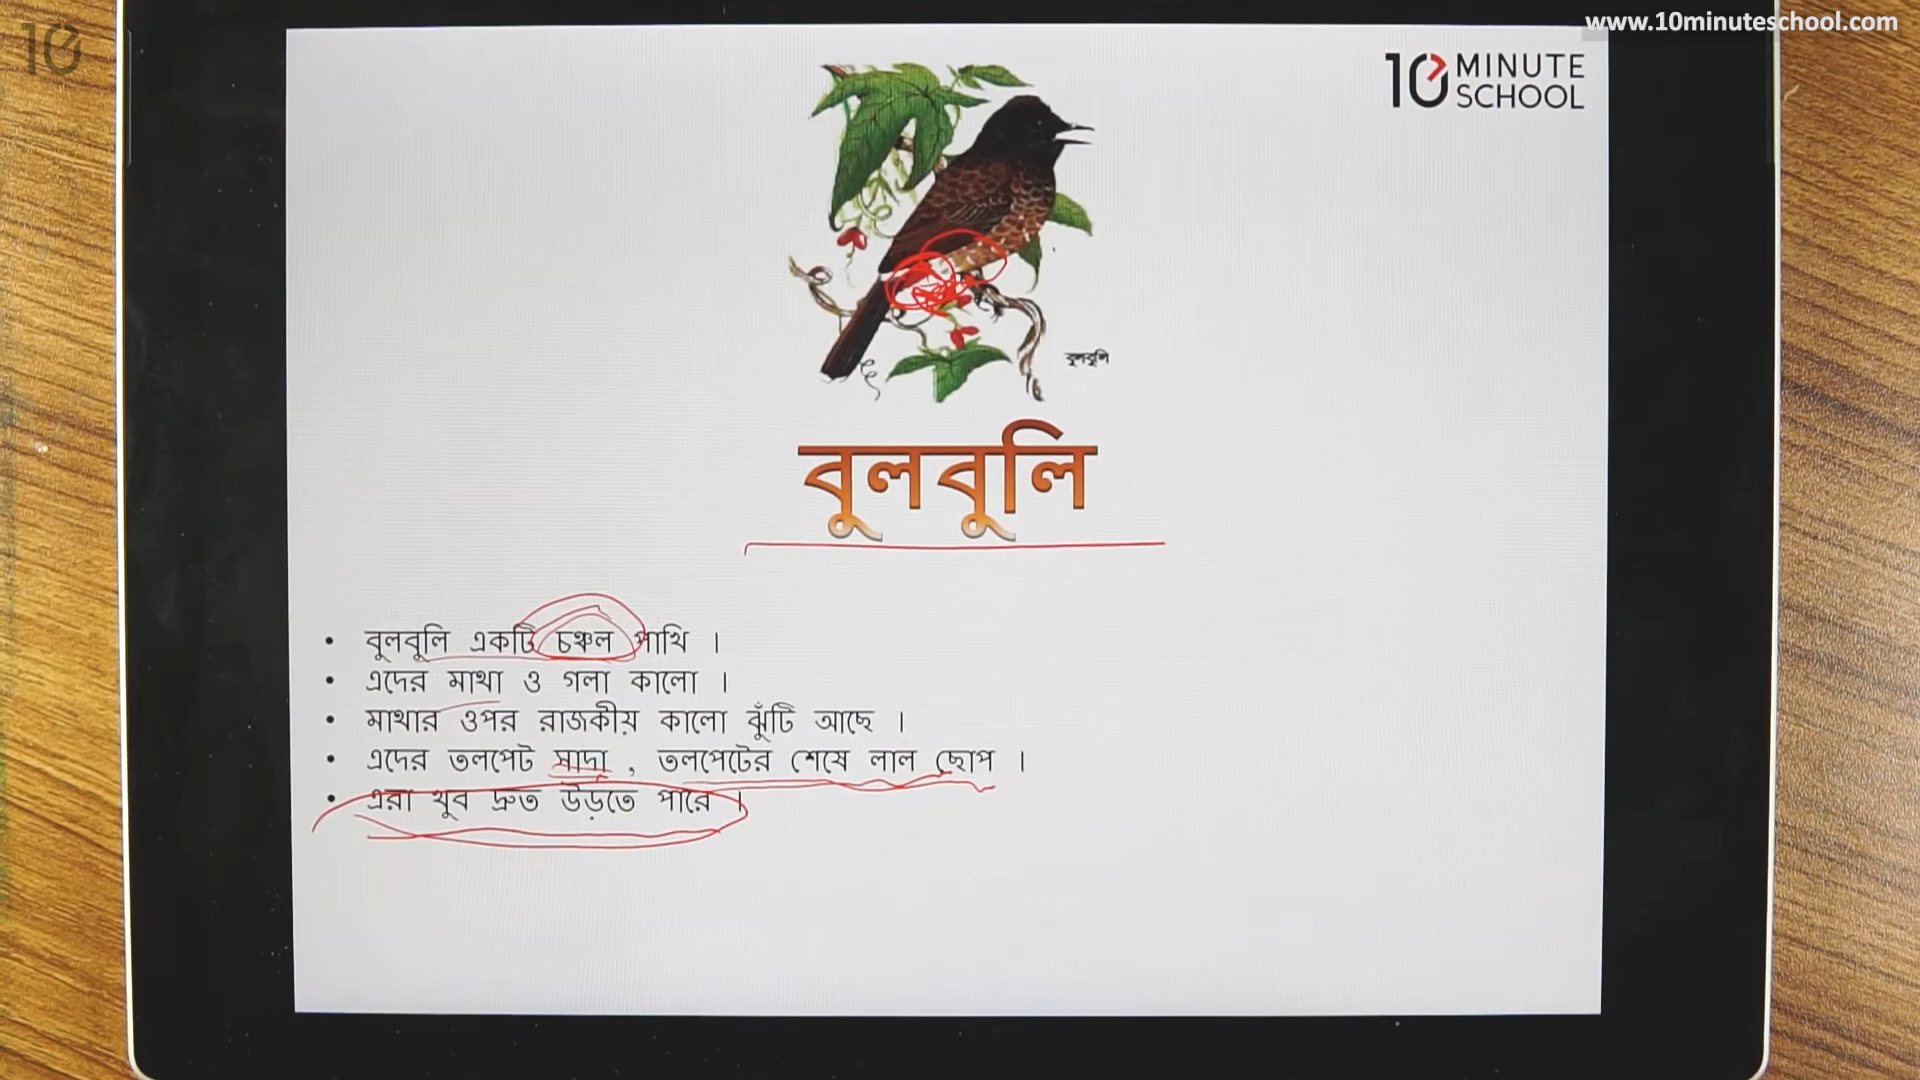 www.10minuteschool.com
10
10 MINUTE
SCHOOL
বুলবুলি
বুলবুলি
• বুলবুলি একটি চঞ্চল পাখি ।
• এদের মাথা ও গলা কালো ।
• মাথার ওপর রাজকীয় কালো ঝুঁটি আছে ।
• এদের তলপেট সাদা , তলপেটের শেষে লাল ছোপ ।
• এরা খুব দ্রুত উড়তে পারে ।